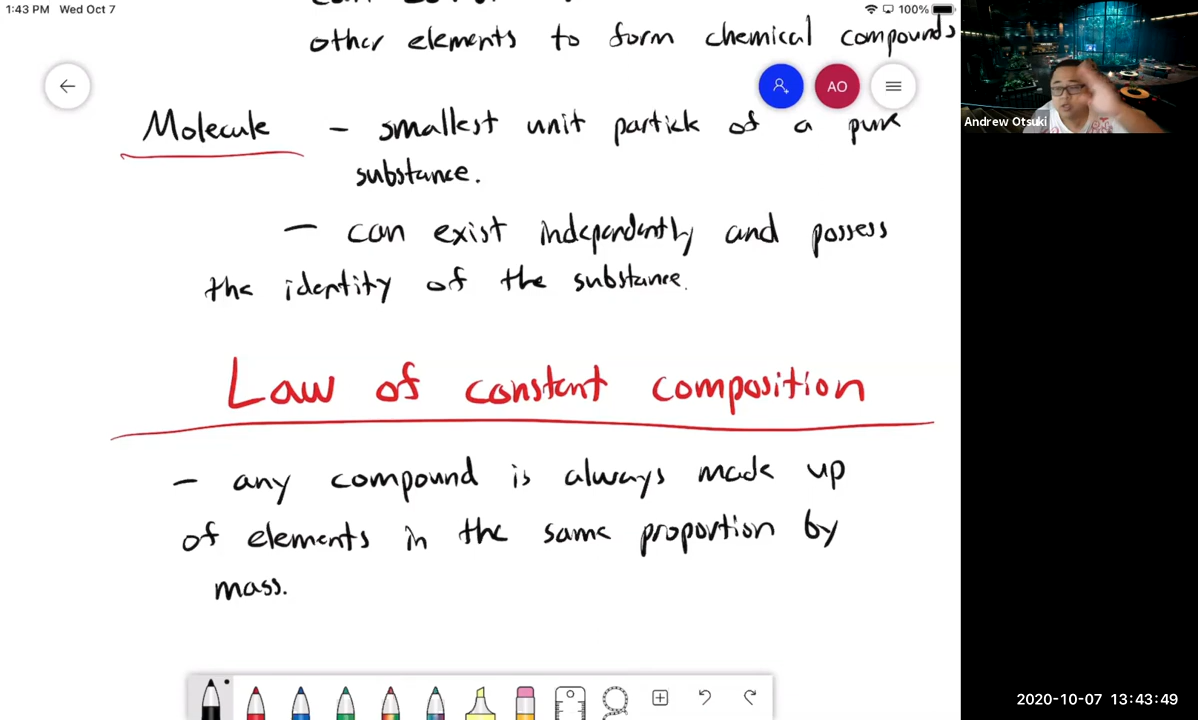 1:43 PM Wed Oct 7
100%
other elements to form chemical compounds
AO
Andrew Otsuki
Molecule - smallest unit particle of a pure
substance.
- can exist independently and possess
the identity of the substance.
Law of constant composition
- any compound is always made up
of elements in the same proportion by
mass.
2020-10-07 13:43:49